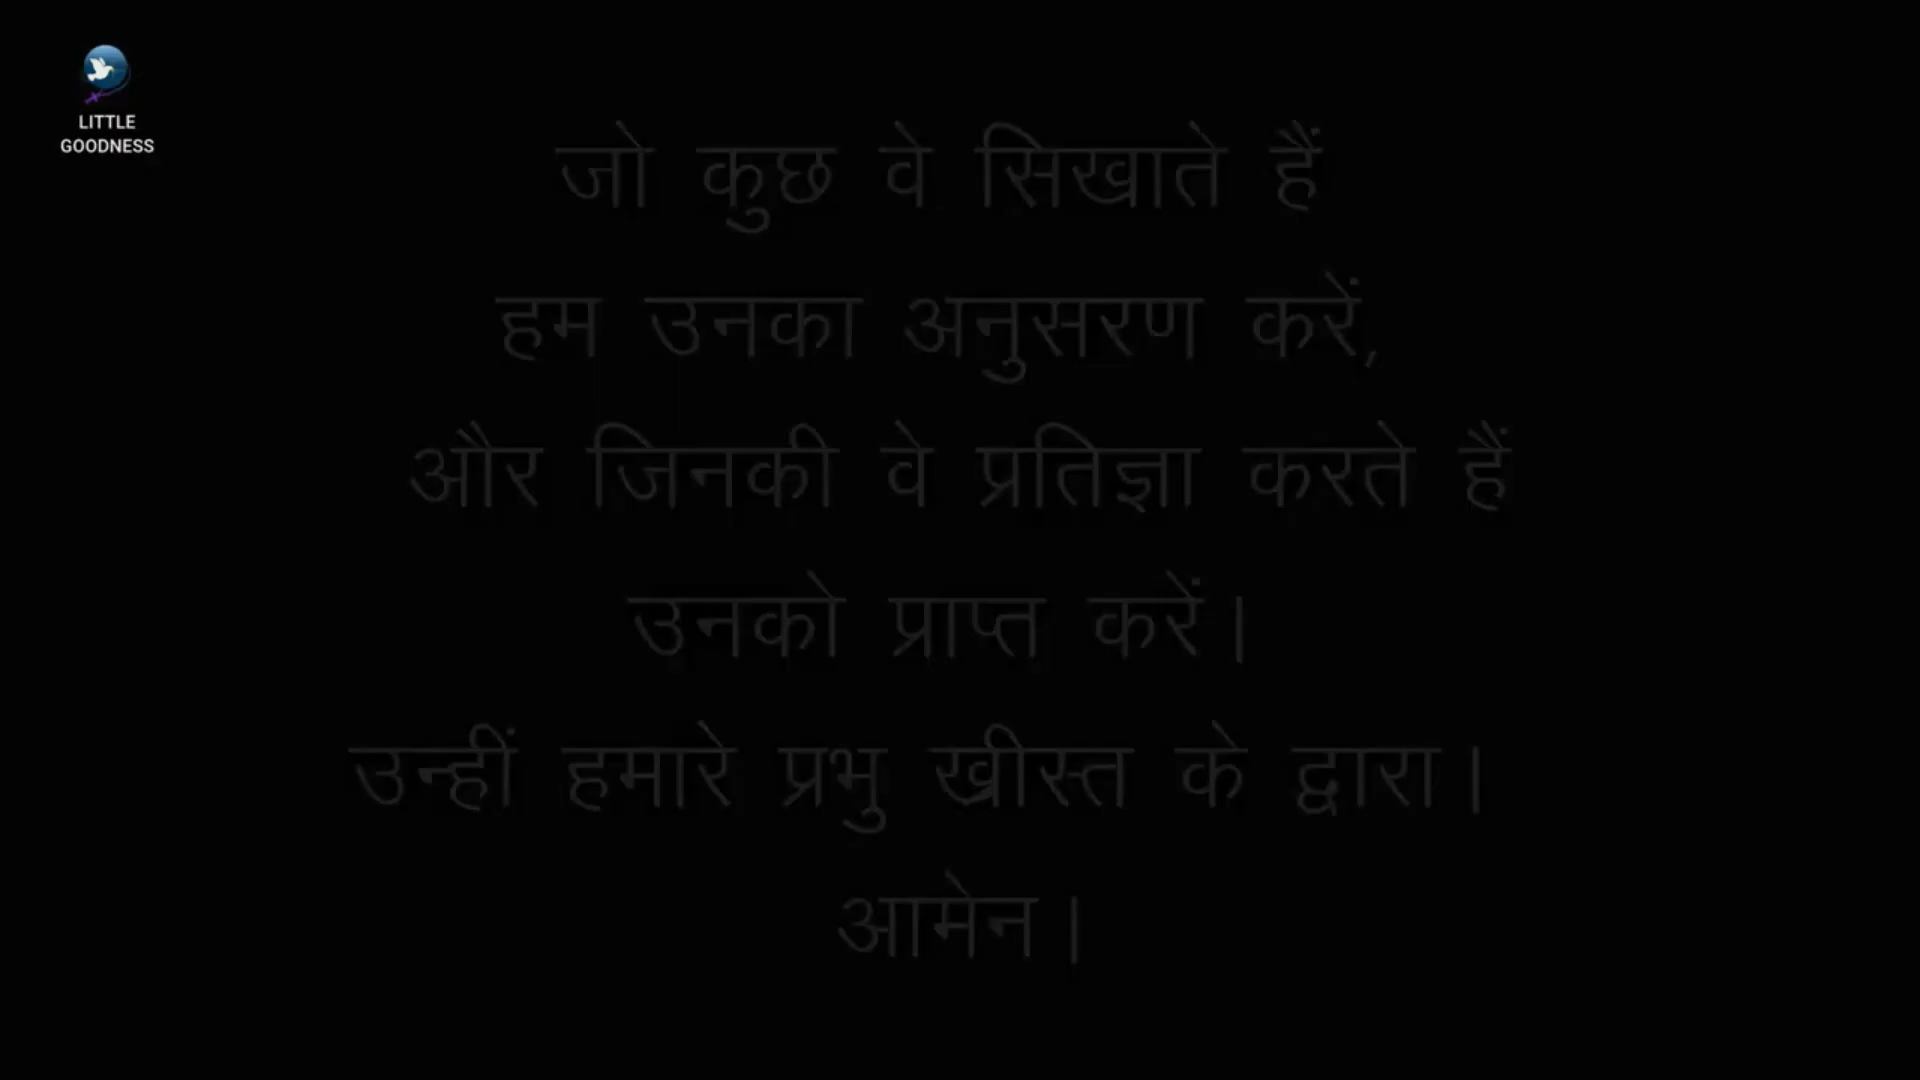 LITTLE
GOODNESS
जो कुछ वे सिखाते हैं
हम उनका अनुसरण करें,
और जिनकी वे प्रतिज्ञा करते हैं
उनको प्राप्त करें।
उन्हीं हमारे प्रभु ख्रीस्त के द्वारा।
आमेन।